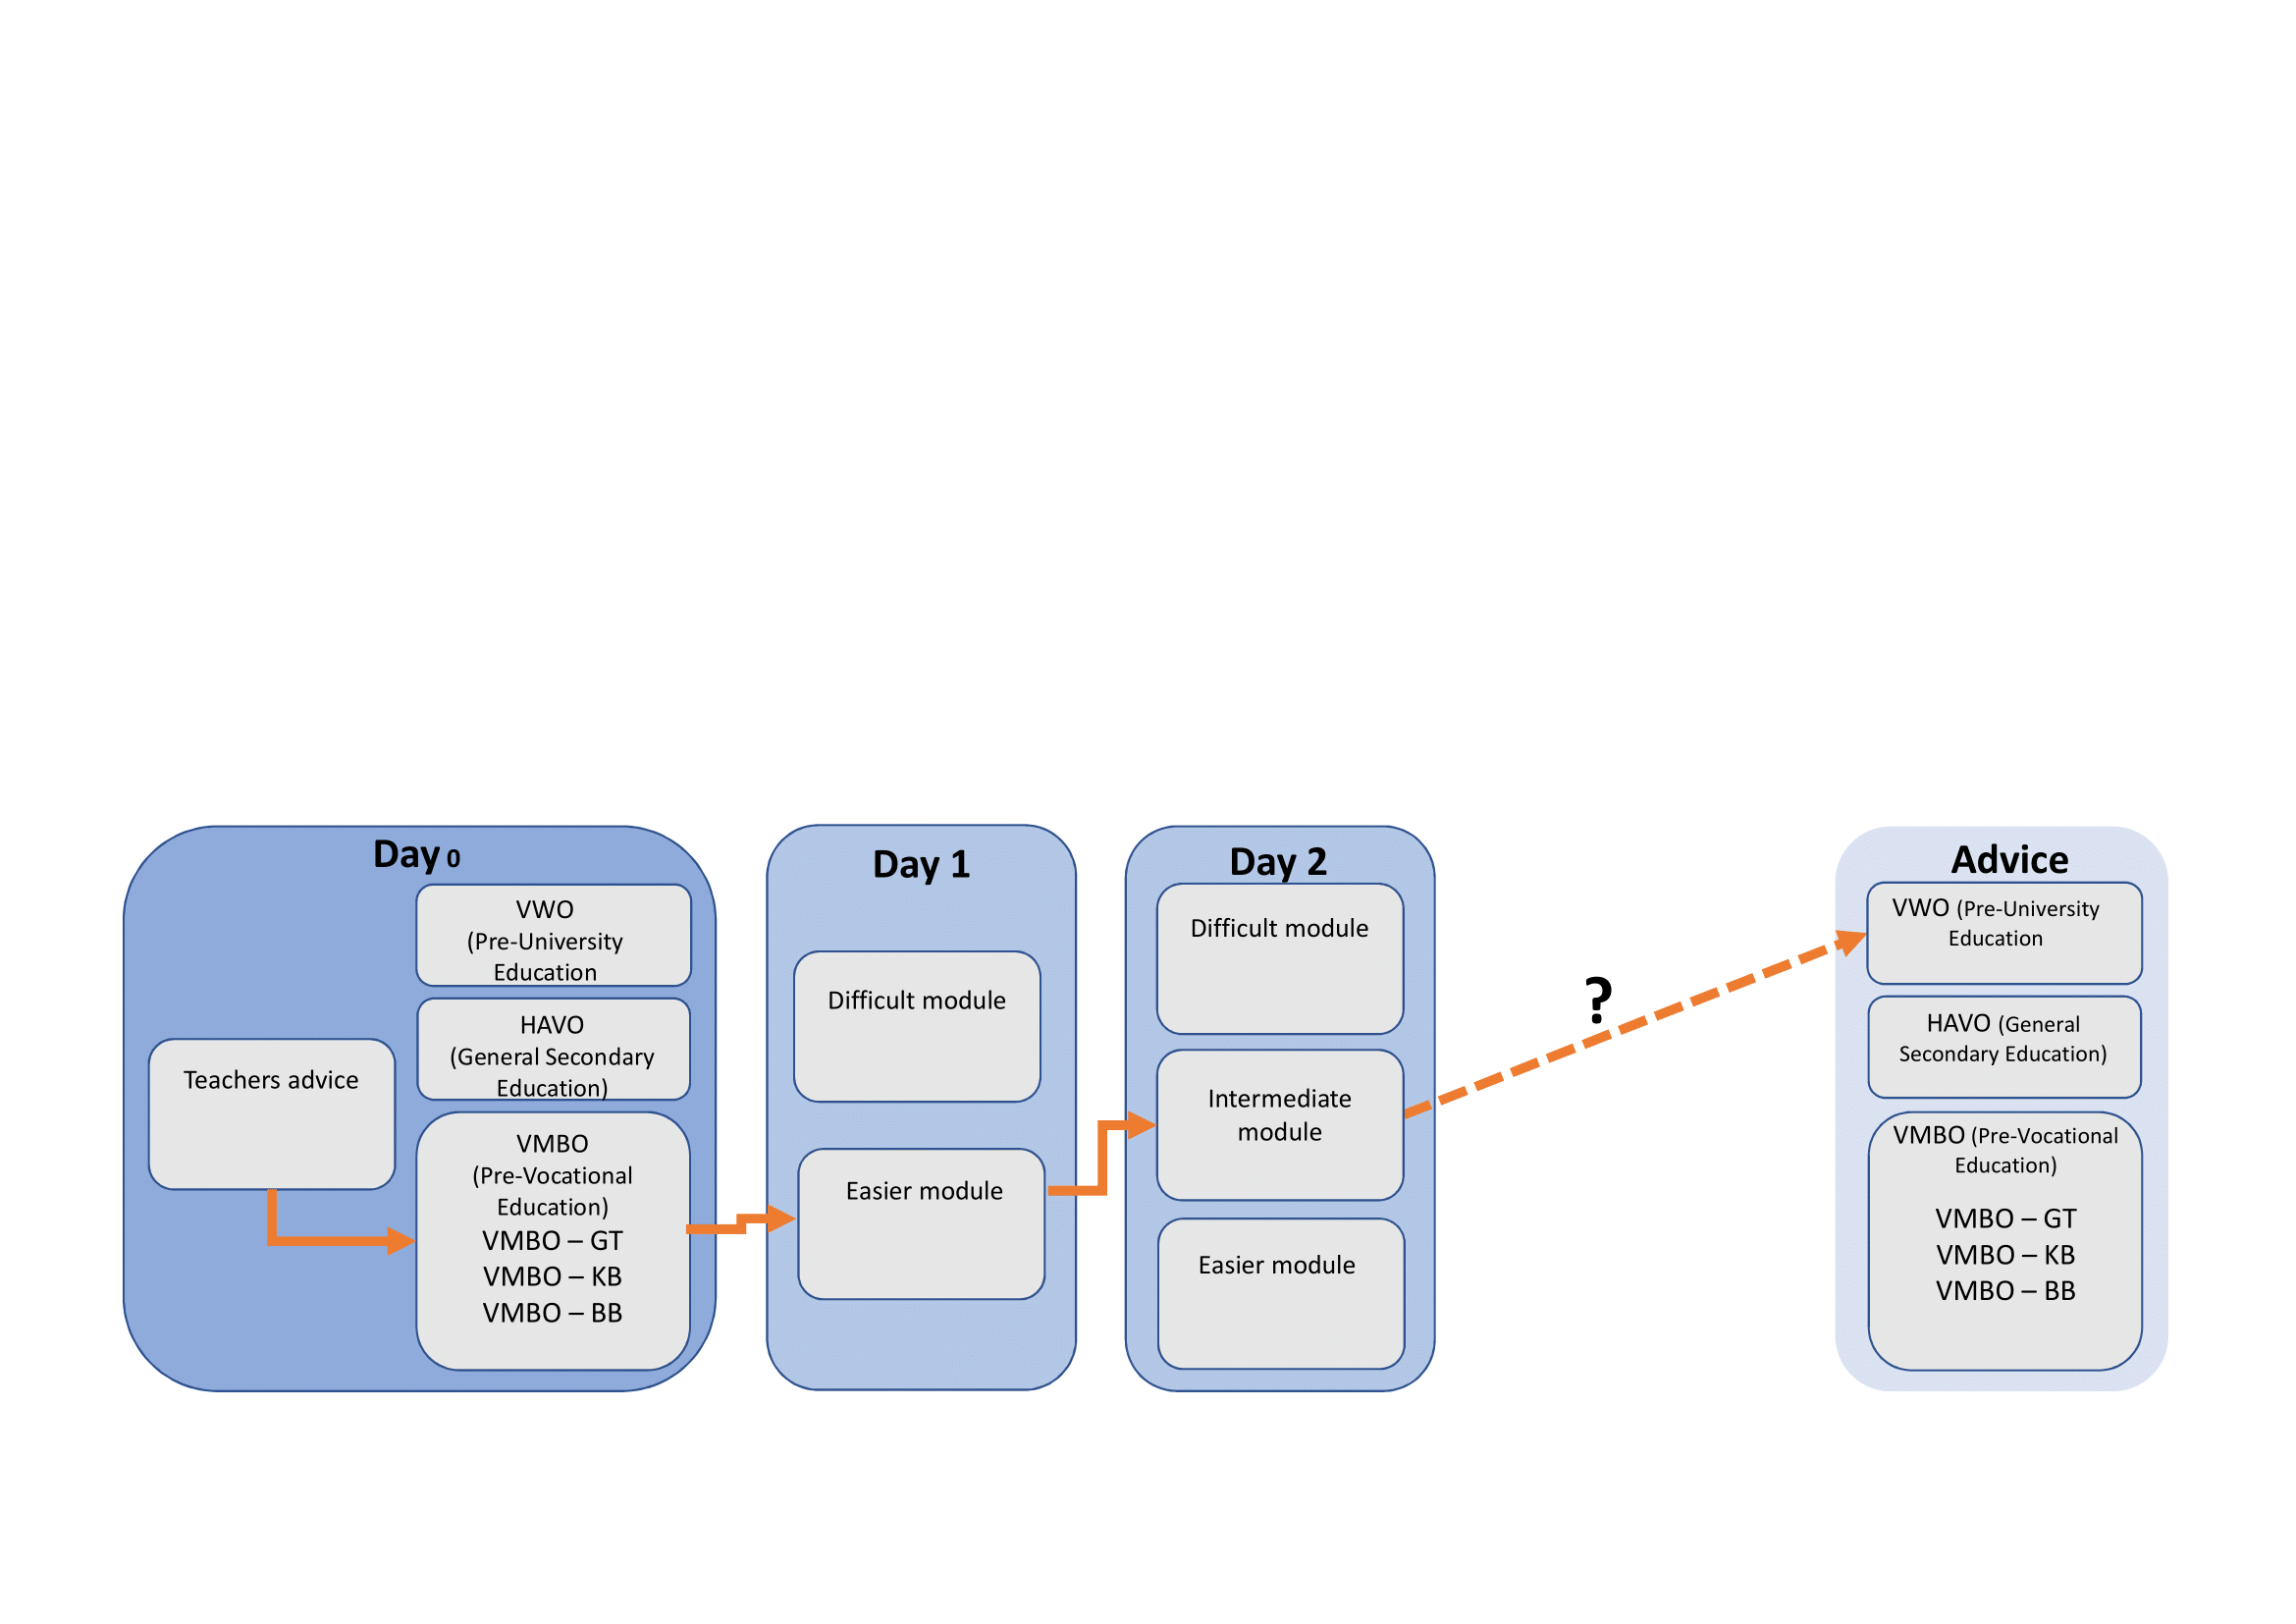 Day 0
Teachers advice
VWO
(Pre-University
Education
HAVO
(General Secondary
Education)
VMBO
(Pre-Vocational
Education)
VMBO – GT
VMBO – KB
VMBO – BB
Day 1
Difficult module
Easier module
Day 2
Difficult module
Intermediate
module
Easier module
?
Advice
VWO (Pre-University
Education
HAVO (General
Secondary Education)
VMBO (Pre-Vocational
Education)
VMBO – GT
VMBO – KB
VMBO – BB